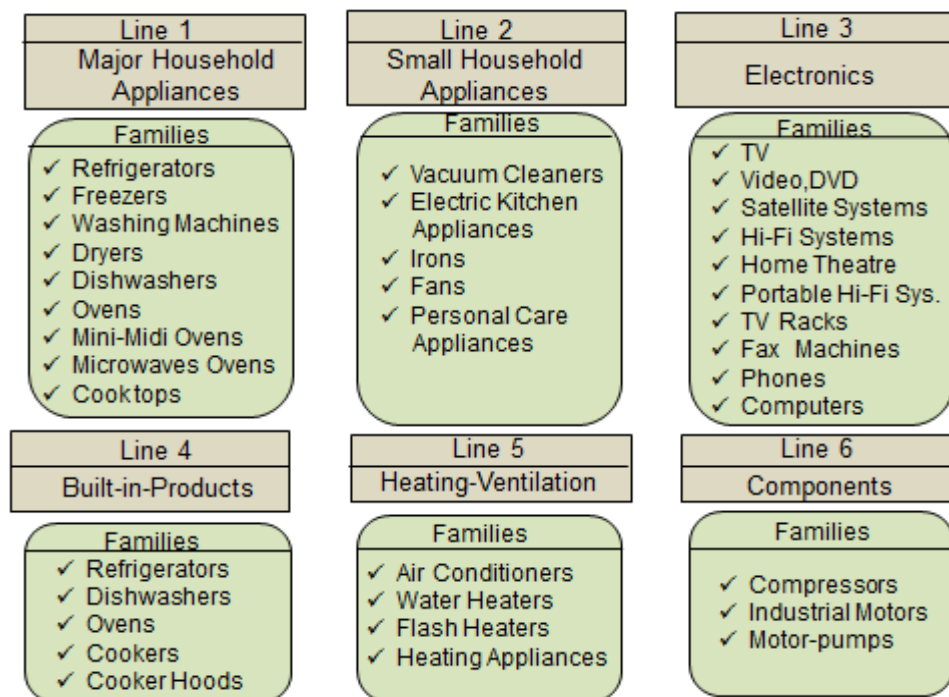 Line 1
Major Household
Appliances
Families
✓ Refrigerators
✓ Freezers
✓ Washing Machines
✓ Dryers
✓ Dishwashers
✓ Ovens
✓ Mini-Midi Ovens
✓ Microwaves Ovens
✓ Cooktops
Line 2
Small Household
Appliances
Families
✓ Vacuum Cleaners
✓ Electric Kitchen
Appliances
✓ Irons
✓ Fans
✓ Personal Care
Appliances
Line 3
Electronics
Families
✓ TV
✓ Video,DVD
✓ Satellite Systems
✓ Hi-Fi Systems
✓ Home Theatre
✓ Portable Hi-Fi Sys.
✓ TV Racks
✓ Fax Machines
✓ Phones
✓ Computers
Line 4
Built-in-Products
Families
✓ Refrigerators
✓ Dishwashers
✓ Ovens
✓ Cookers
✓ Cooker Hoods
Line 5
Heating-Ventilation
Families
✓ Air Conditioners
✓ Water Heaters
✓ Flash Heaters
✓ Heating Appliances
Line 6
Components
Families
✓ Compressors
✓ Industrial Motors
✓ Motor-pumps